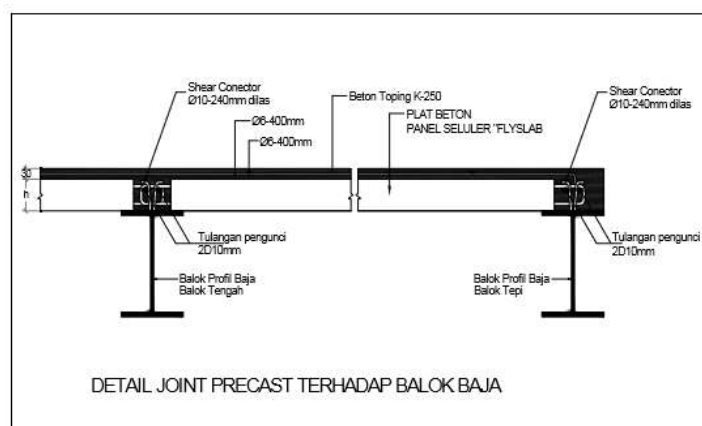 Shear Conector
Ø10-240mm dilas
Ø6-400mm
Ø6-400mm
Beton Toping K-250
PLAT BETON
PANEL SELULER "FLYSLAB
Shear Conector
Ø10-240mm dilas
30
h
Tulangan pengunci
2D10mm
Balok Profil Baja
Balok Tengah
Tulangan pengunci
2D10mm
Balok Profil Baja
Balok Tepi
DETAIL JOINT PRECAST TERHADAP BALOK BAJA